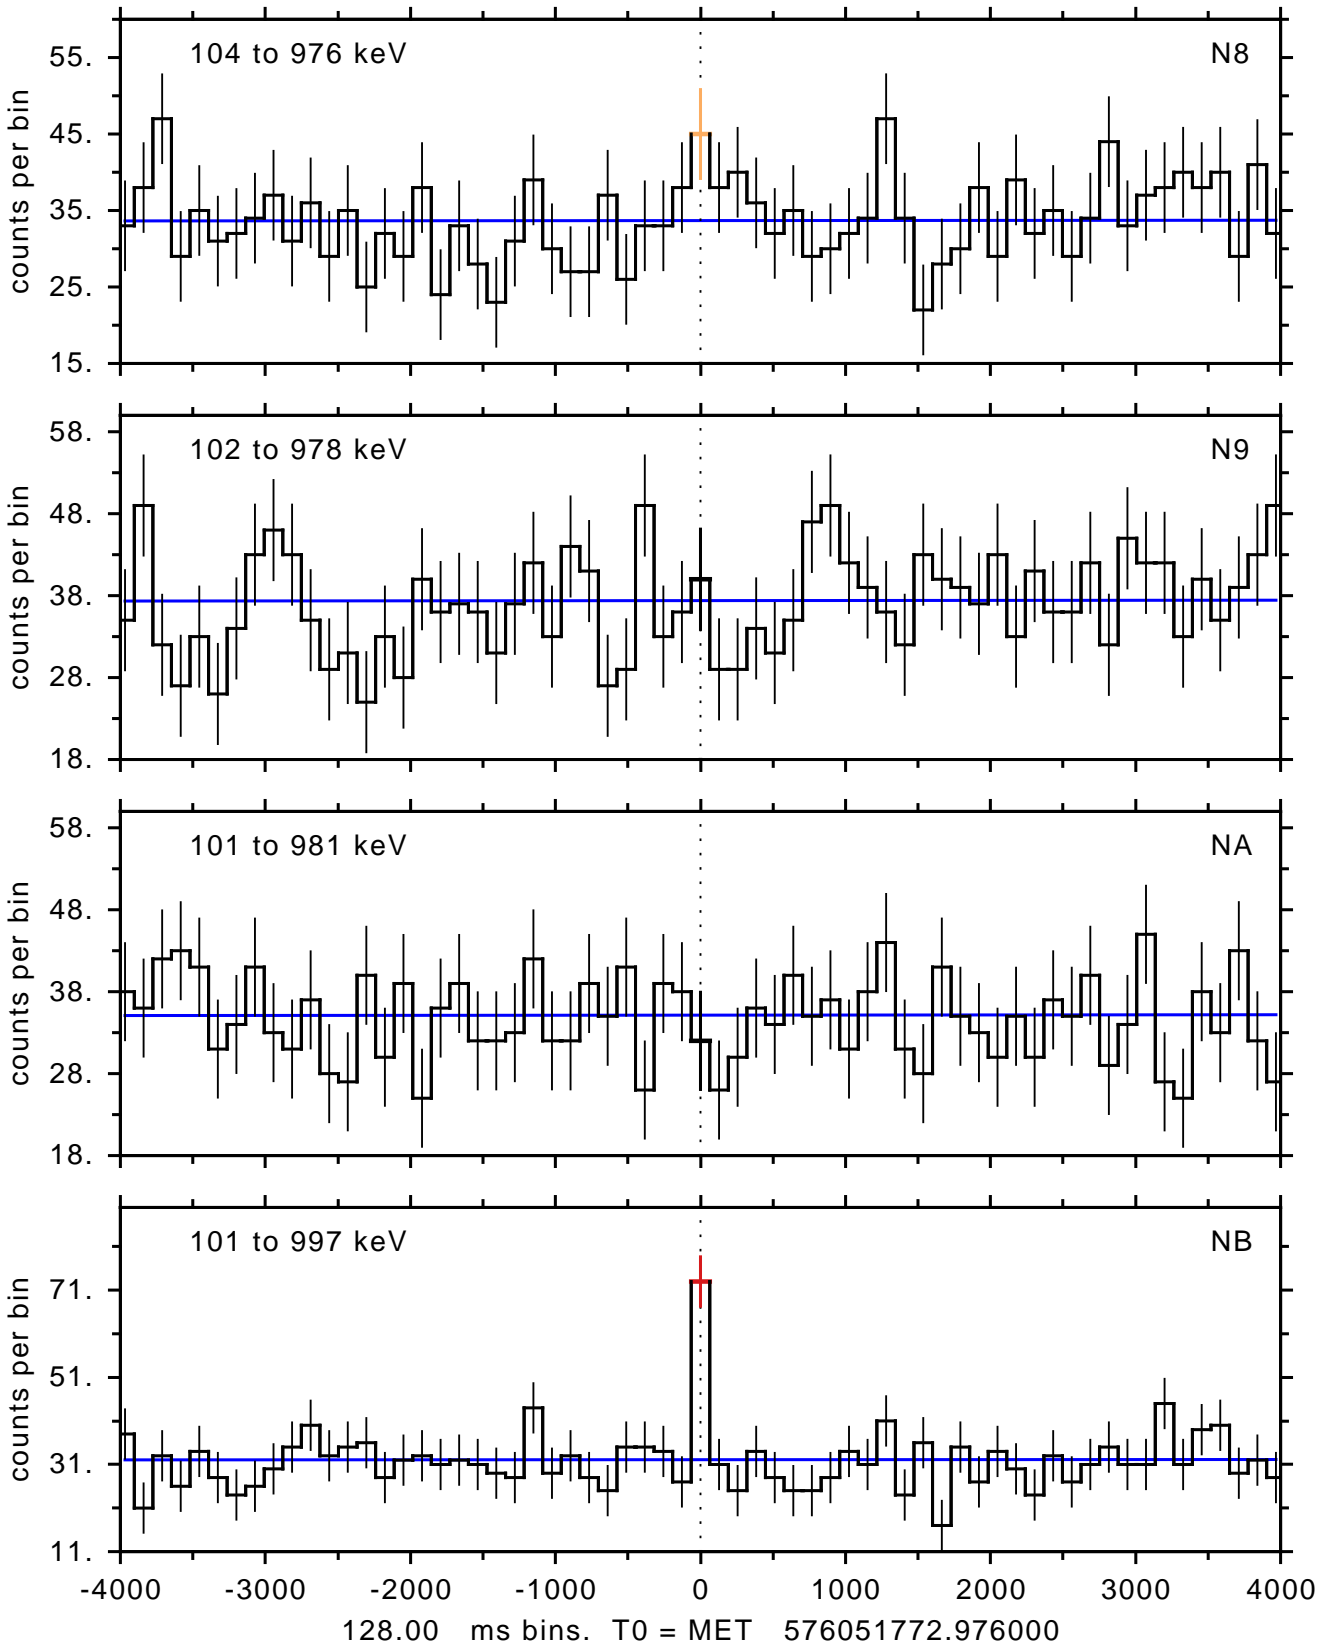 104 to 976 keV N8
55.
45.
35.
25.
15.
counts per bin
102 to 978 keV N9
58.
48.
38.
28.
18.
counts per bin
101 to 981 keV NA
58.
48.
38.
28.
18.
counts per bin
101 to 997 keV NB
71.
51.
31.
11.
counts per bin
-4000 -3000 -2000 -1000 0 1000 2000 3000 4000
128.00 ms bins. T0 = MET 576051772.976000